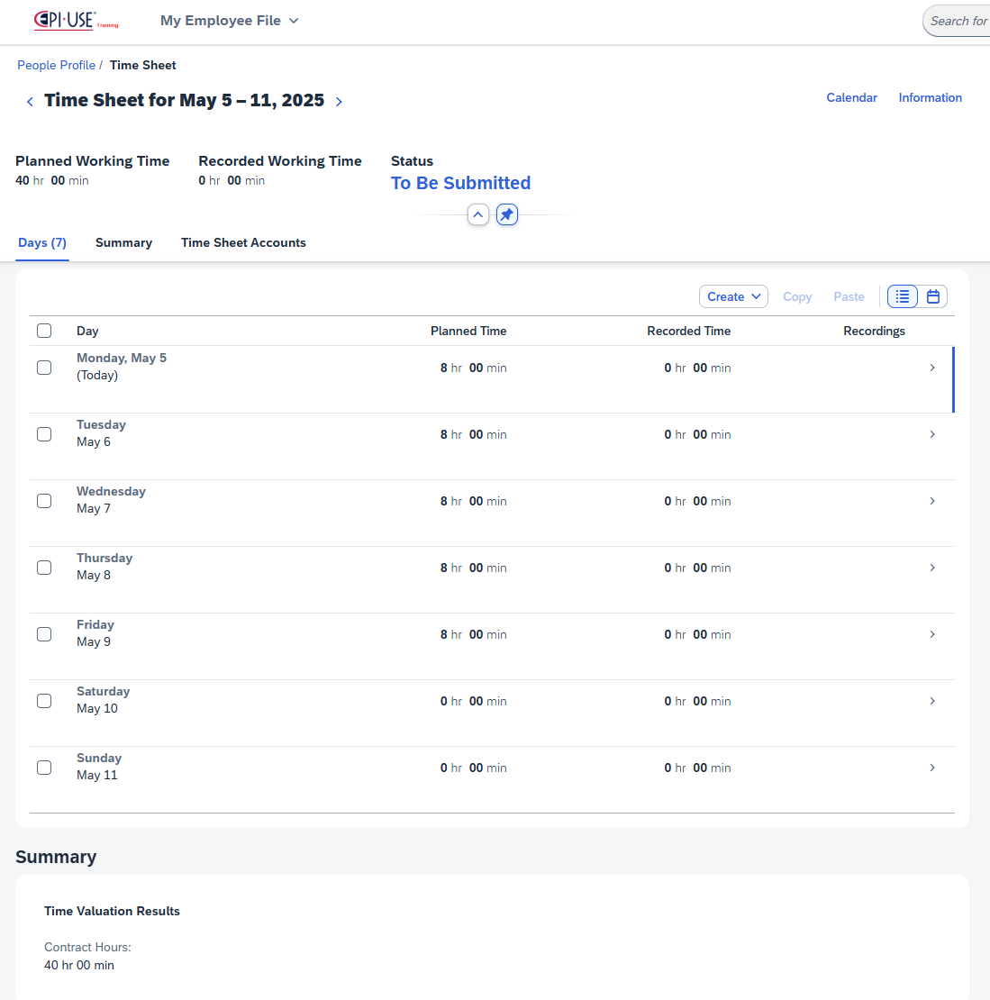 EPI-USE Training
My Employee File
Search for
People Profile / Time Sheet
Time Sheet for May 5 – 11, 2025
Calendar
Information
Planned Working Time
Recorded Working Time
Status
40 hr 00 min
0 hr 00 min
To Be Submitted
Days (7)
Summary
Time Sheet Accounts
Create
Copy
Paste
Day
Planned Time
Recorded Time
Recordings
Monday, May 5
(Today)
8 hr 00 min
0 hr 00 min
Tuesday
May 6
8 hr 00 min
0 hr 00 min
Wednesday
May 7
8 hr 00 min
0 hr 00 min
Thursday
May 8
8 hr 00 min
0 hr 00 min
Friday
May 9
8 hr 00 min
0 hr 00 min
Saturday
May 10
0 hr 00 min
0 hr 00 min
Sunday
May 11
0 hr 00 min
0 hr 00 min
Summary
Time Valuation Results
Contract Hours:
40 hr 00 min